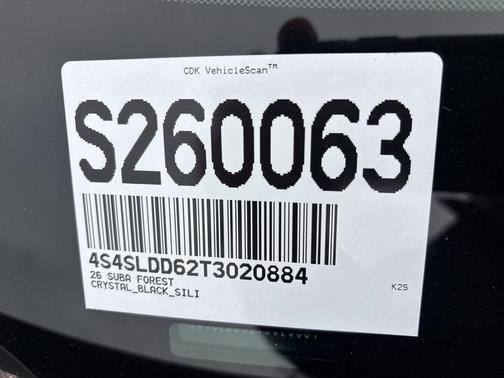 CDK VehicleScan™
S260063
4S4SLDD62T3020884
26 SUBA FOREST
CRYSTAL_BLACK_SILI
K25